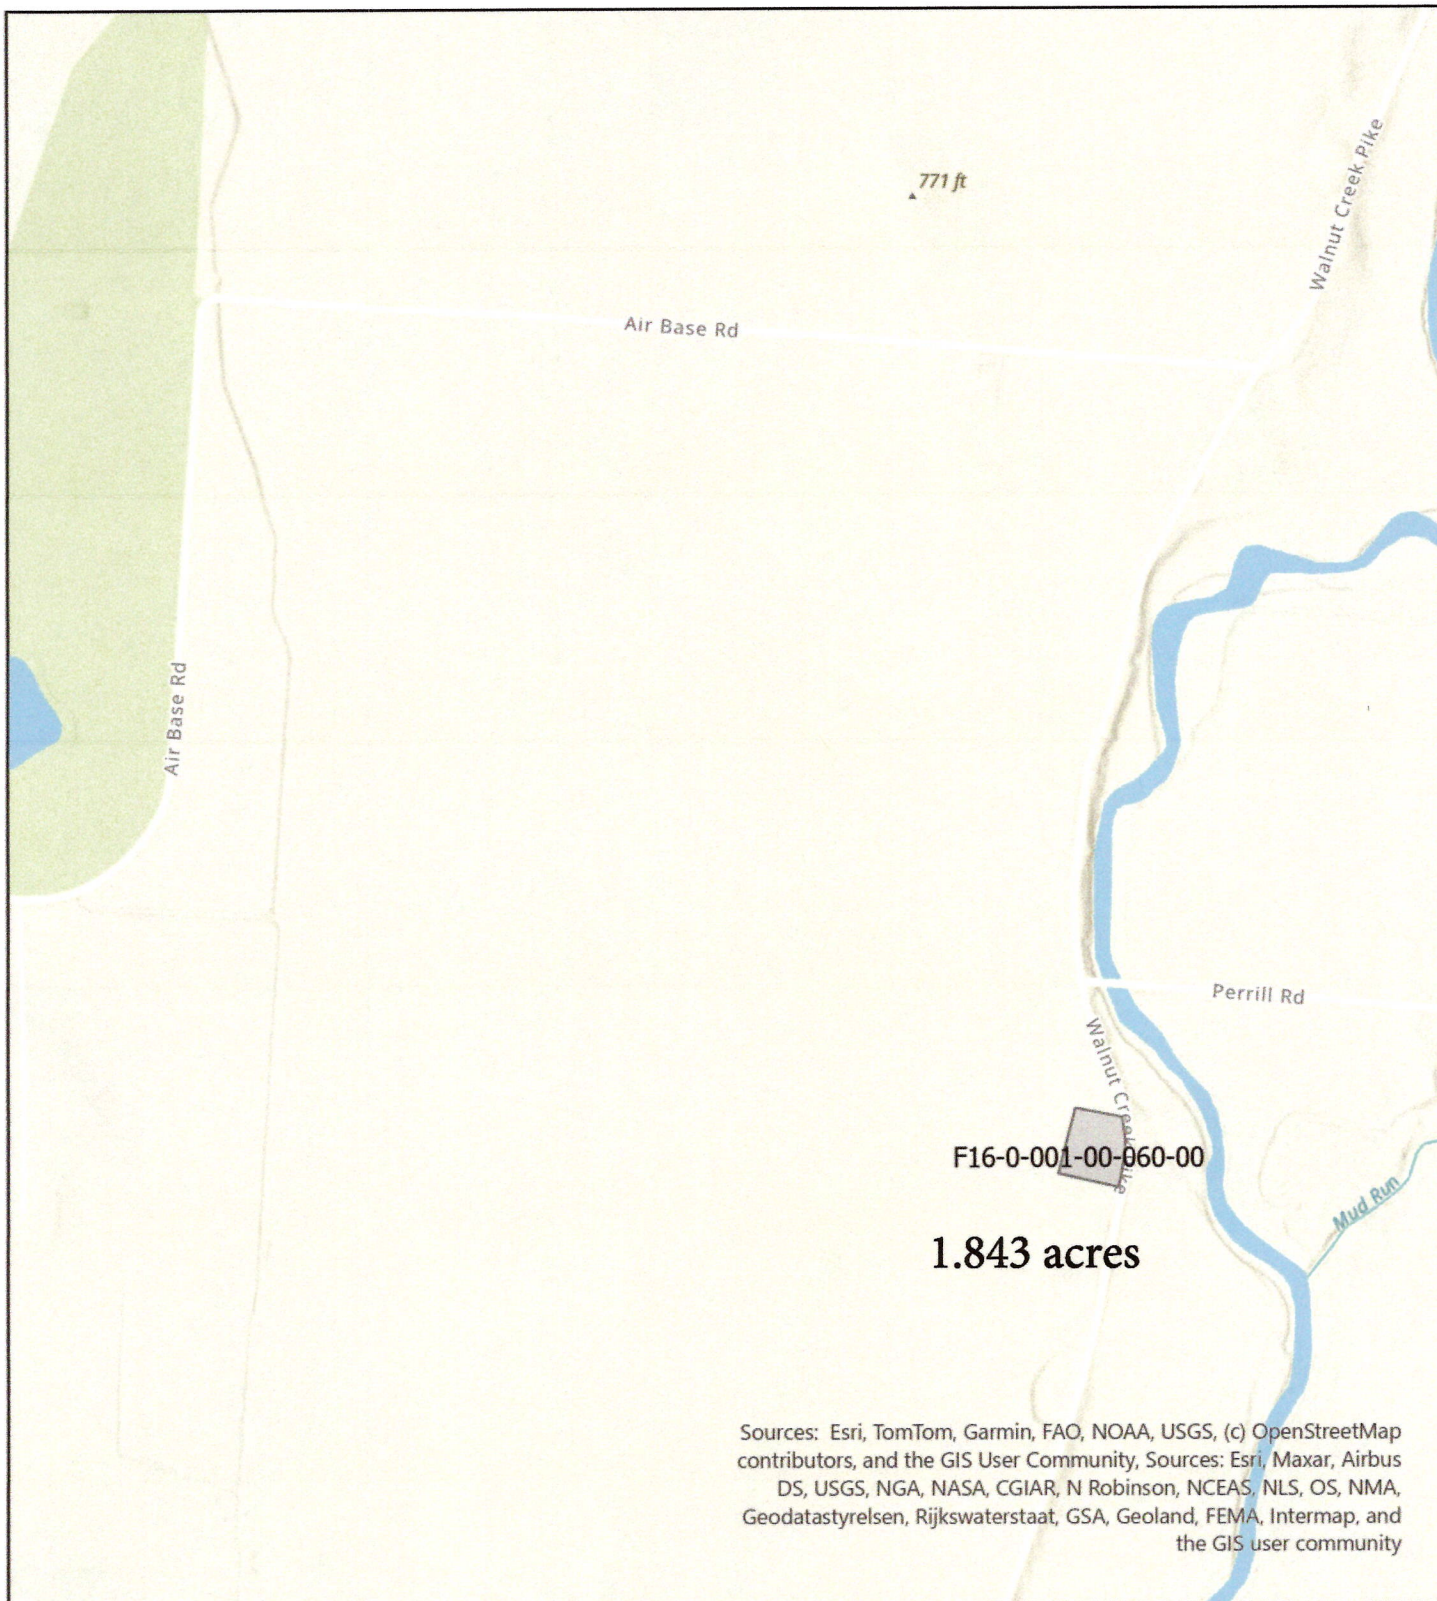 771 ft
Walnut Creek Pike
Air Base Rd
Air Base Rd
Perrill Rd
Walnut Creek Pike
F16-0-001-00-060-00
Mud Run
1.843 acres
Sources: Esri, TomTom, Garmin, FAO, NOAA, USGS, (c) OpenStreetMap
contributors, and the GIS User Community, Sources: Esri, Maxar, Airbus
DS, USGS, NGA, NASA, CGIAR, N Robinson, NCEAS, NLS, OS, NMA,
Geodatastyrelsen, Rijkswaterstaat, GSA, Geoland, FEMA, Intermap, and
the GIS user community